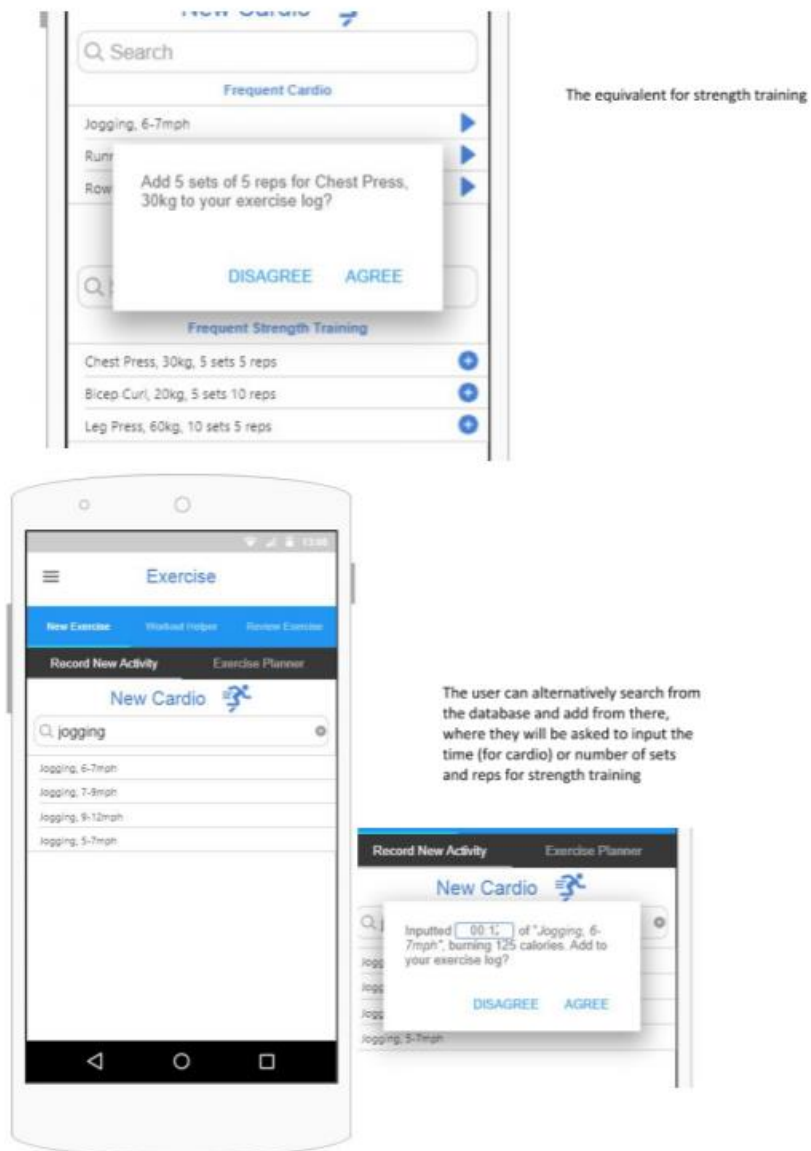 New Cardio
Search
Frequent Cardio
The equivalent for strength training
Jogging, 6-7mph
Runn
Row
Add 5 sets of 5 reps for Chest Press,
30kg to your exercise log?
DISAGREE AGREE
Frequent Strength Training
Chest Press, 30kg, 5 sets 5 reps
Bicep Curl, 20kg, 5 sets 10 reps
Leg Press, 60kg, 10 sets 5 reps
Exercise
New Exercise Workout Helper Review Exercise
Record New Activity Exercise Planner
New Cardio
jogging
Jogging, 6-7mph
Jogging, 7-9mph
Jogging, 9-12mph
Jogging, 5-7mph
The user can alternatively search from
the database and add from there,
where they will be asked to input the
time (for cardio) or number of sets
and reps for strength training
Record New Activity Exercise Planner
New Cardio
Inputted 00:1 of "Jogging, 6-
7mph", burning 125 calories. Add to
your exercise log?
DISAGREE AGREE
Jogging, 5-7mph